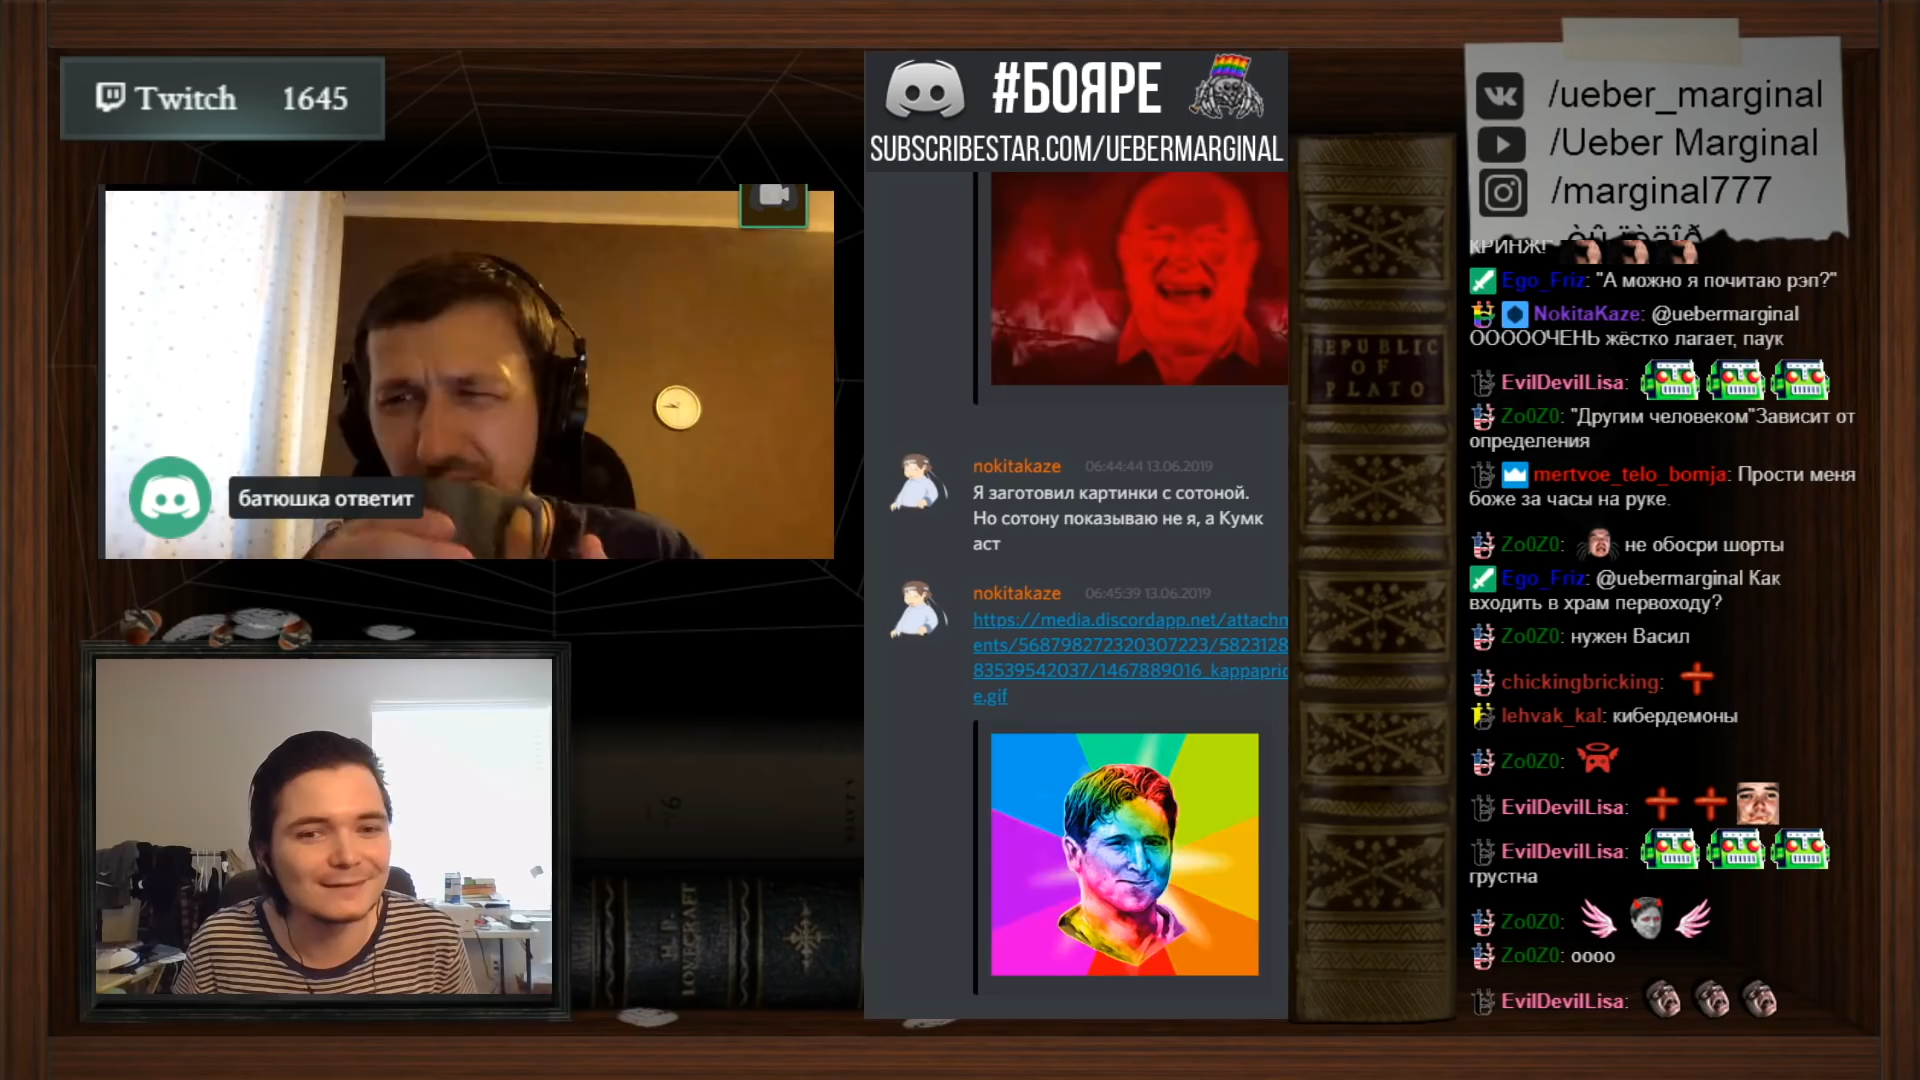 Twitch 1645
батюшка ответит
#БОЯРЕ
SUBSCRIBESTAR.COM/UEBERMARGINAL
nokitakaze 06:44:44 13.06.2019
Я заготовил картинки с сотоной.
Но сотону показываю не я, а Кумк
аст
nokitakaze 06:45:39 13.06.2019
https://media.discordapp.net/attachm
ents/568798272320307223/5823128
83539542037/1467889016_kappaprid
e.gif
REPUBLIC
OF
PLATO
H. P.
LOVECRAFT
/ueber_marginal
/Ueber Marginal
/marginal777
КРИНЖ!
Ego_Friz: "А можно я почитаю рэп?"
NokitaKaze: @uebermarginal
ОООООЧЕНЬ жёстко лагает, паук
EvilDevilLisa:
Zo0Z0: "Другим человеком"Зависит от
определения
mertvoe_telo_bomja: Прости меня
боже за часы на руке.
Zo0Z0: не обосри шорты
Ego_Friz: @uebermarginal Как
входить в храм первоходу?
Zo0Z0: нужен Васил
chickingbricking:
lehvak_kal: кибердемоны
Zo0Z0:
EvilDevilLisa:
EvilDevilLisa:
грустна
Zo0Z0:
Zo0Z0: оооо
EvilDevilLisa: